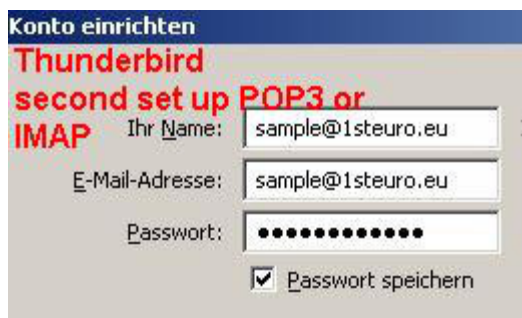 Konto einrichten
Thunderbird
second set up POP3 or
IMAP
Ihr Name: sample@1steuro.eu
E-Mail-Adresse: sample@1steuro.eu
Passwort: ●●●●●●●●●●●●
Passwort speichern